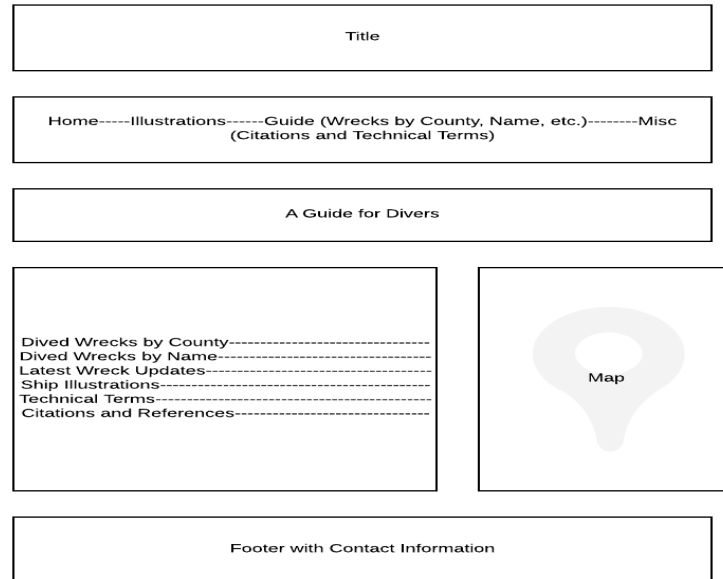 Title
Home-----Illustrations------Guide (Wrecks by County, Name, etc.)--------Misc
(Citations and Technical Terms)
A Guide for Divers
Dived Wrecks by County--------------------------------
Dived Wrecks by Name----------------------------------
Latest Wreck Updates------------------------------------
Ship Illustrations-------------------------------------------
Technical Terms--------------------------------------------
Citations and References-------------------------------
Map
Footer with Contact Information